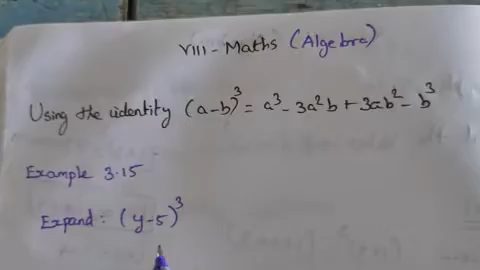 VIII - Maths (Algebra)
Using the identity (a-b)³ = a³ - 3a²b + 3ab² - b³
Example 3.15
Expand : (y-5)³